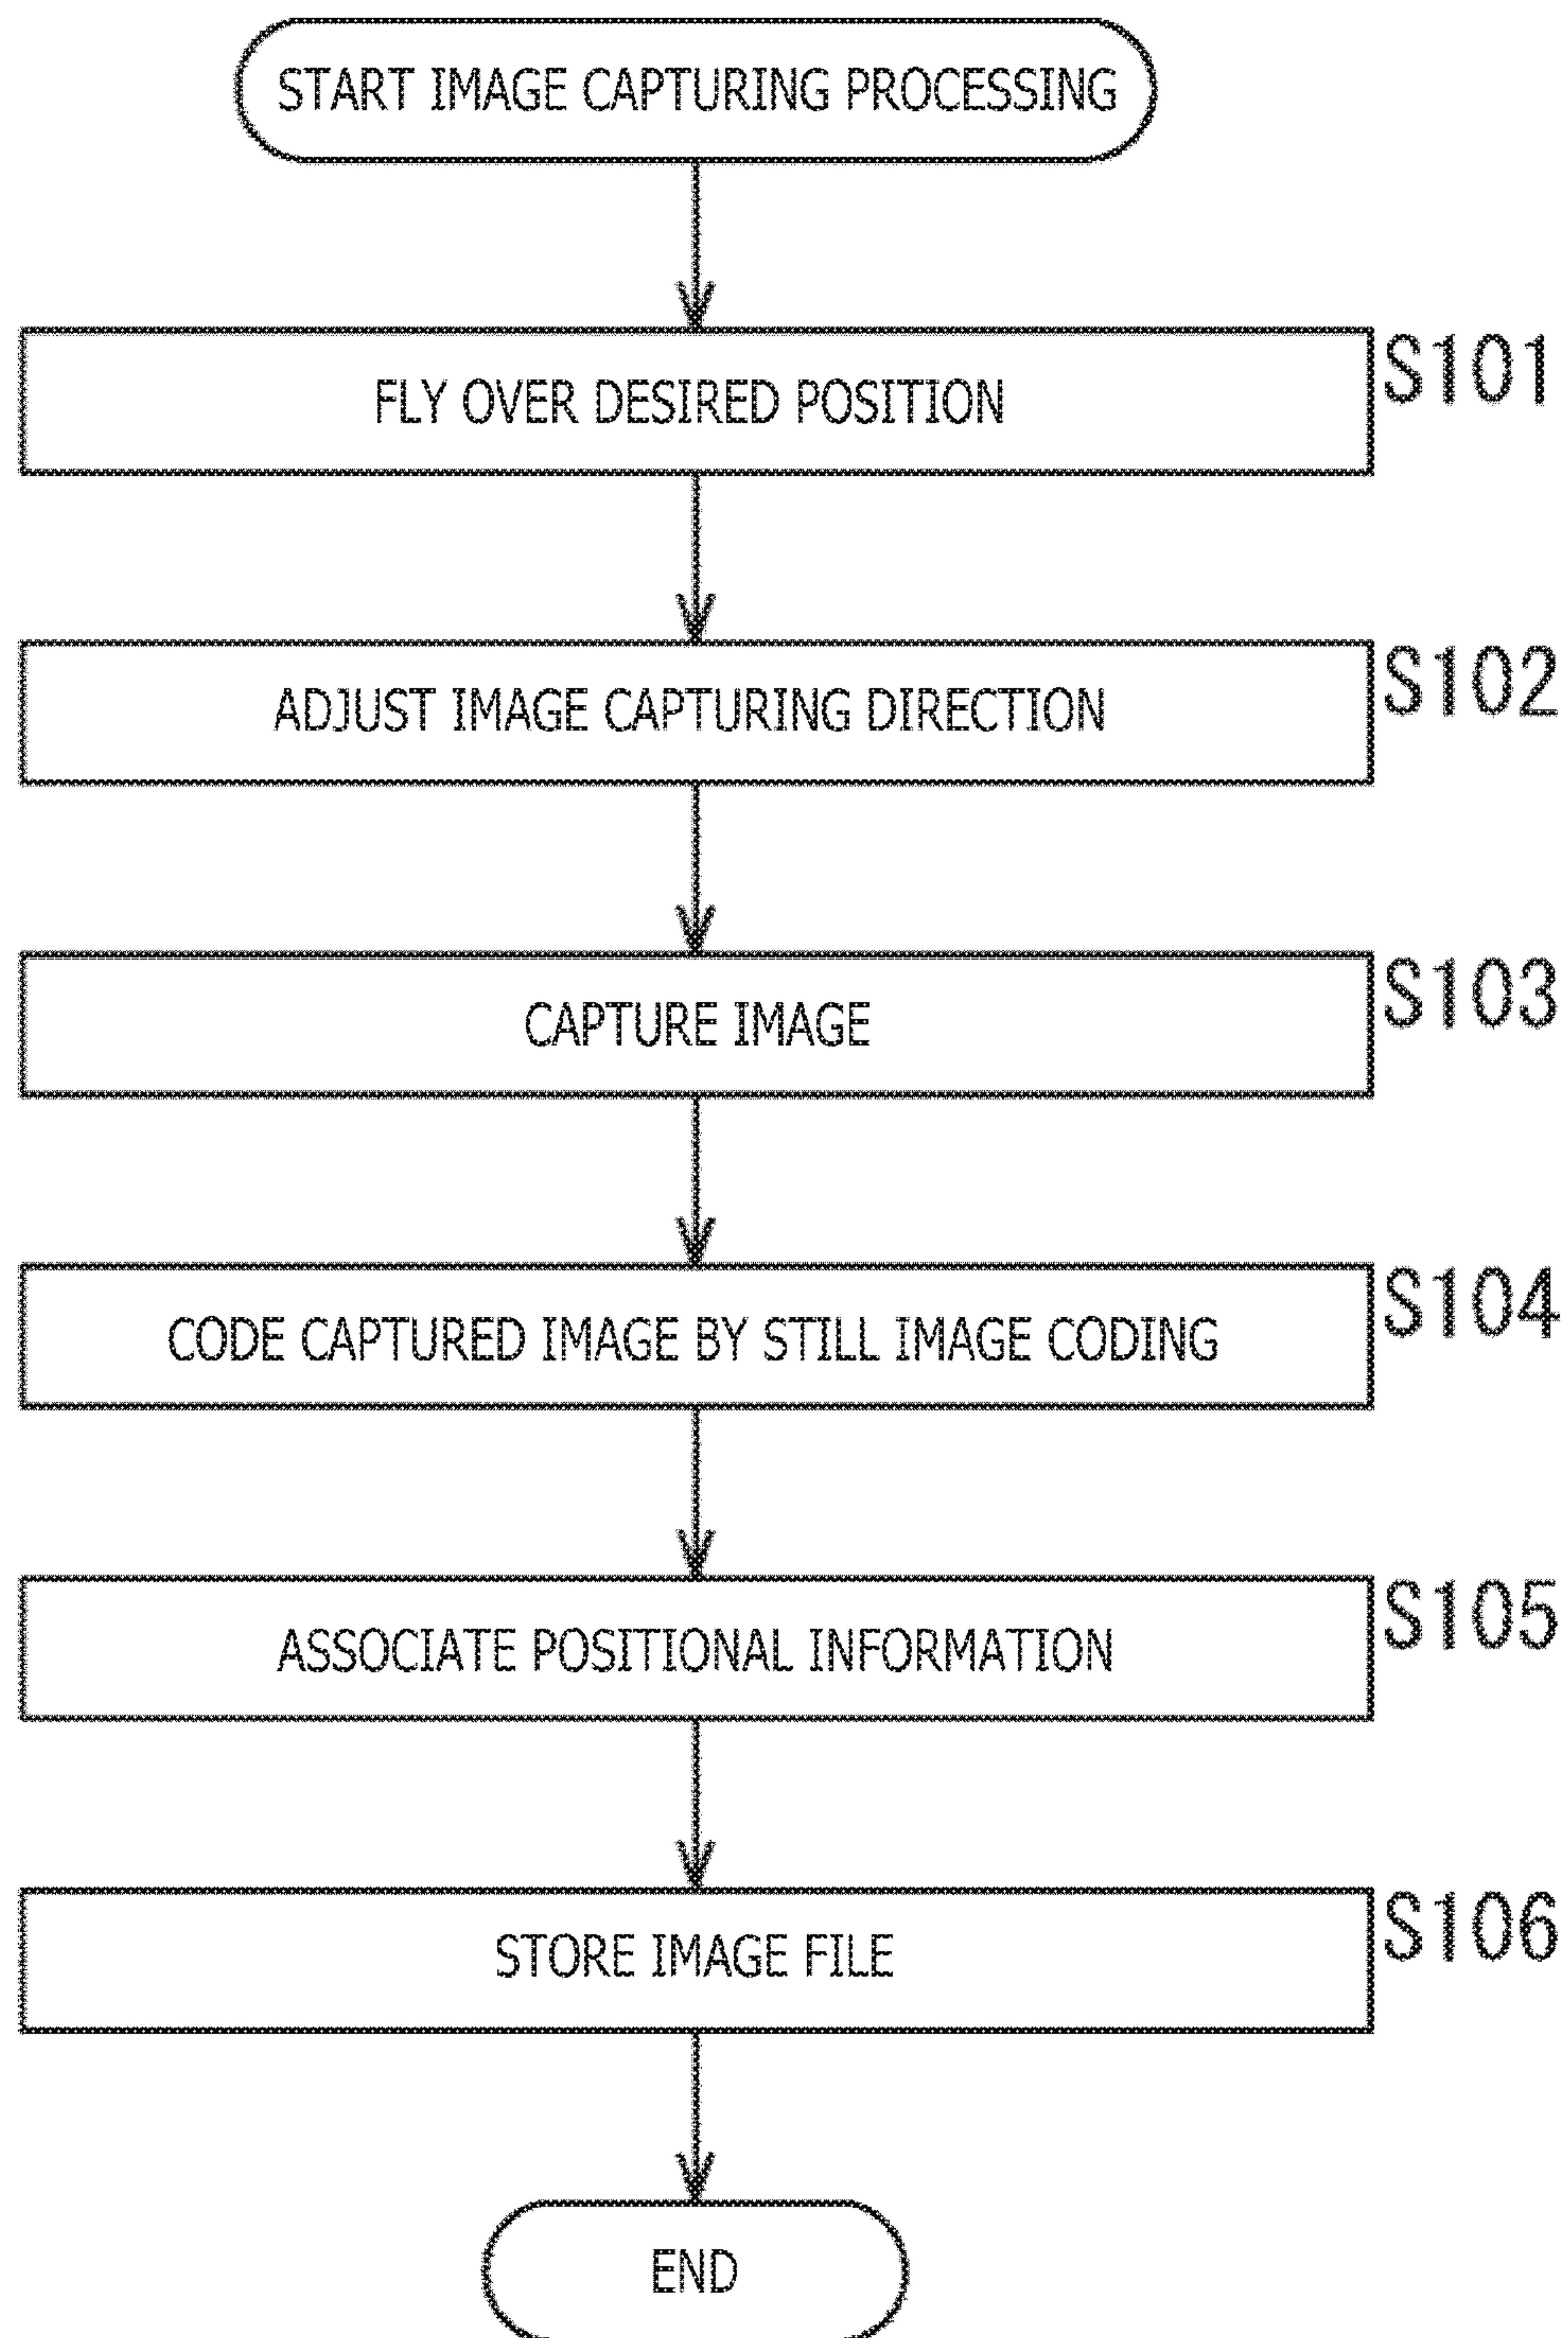 START IMAGE CAPTURING PROCESSING
FLY OVER DESIRED POSITION
S101
ADJUST IMAGE CAPTURING DIRECTION
S102
CAPTURE IMAGE
S103
CODE CAPTURED IMAGE BY STILL IMAGE CODING
S104
ASSOCIATE POSITIONAL INFORMATION
S105
STORE IMAGE FILE
S106
END